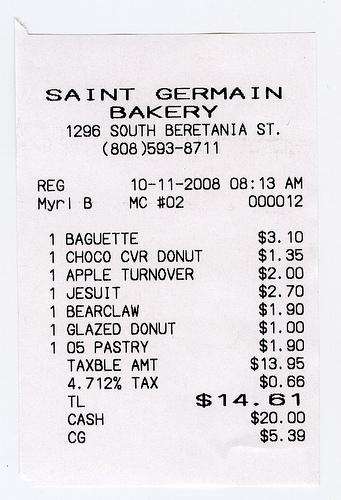 SAINT GERMAIN
BAKERY
1296 SOUTH BERETANIA ST.
(808)593-8711
REG 10-11-2008 08:13 AM
Myrl B MC #02 000012
1 BAGUETTE $3.10
1 CHOCO CVR DONUT $1.35
1 APPLE TURNOVER $2.00
1 JESUIT $2.70
1 BEARCLAW $1.90
1 GLAZED DONUT $1.00
1 05 PASTRY $1.90
TAXBLE AMT $13.95
4.712% TAX $0.66
TL $14.61
CASH $20.00
CG $5.39